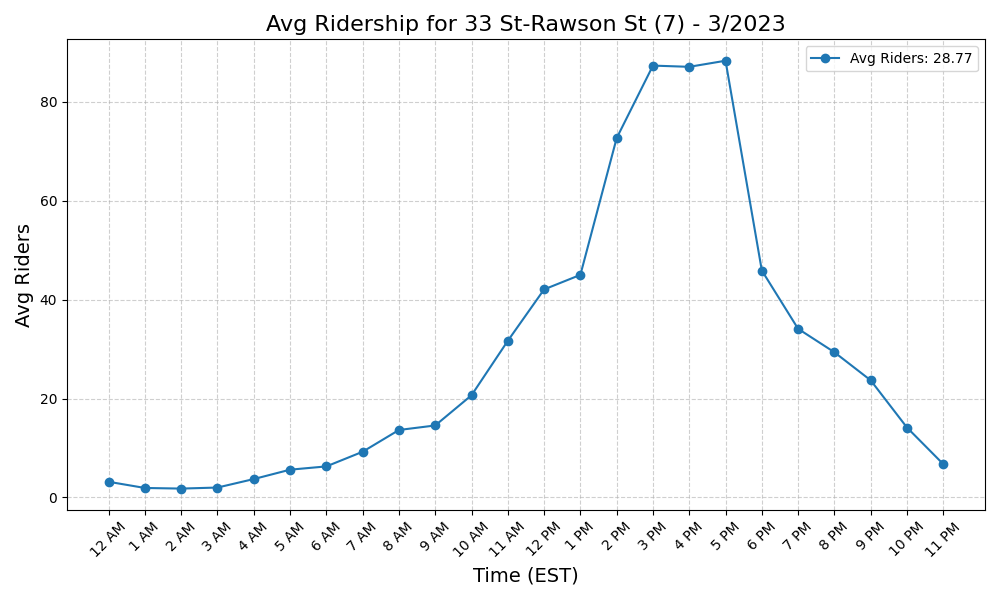 Avg Ridership for 33 St-Rawson St (7) - 3/2023
Avg Riders: 28.77
Avg Riders
80
60
40
20
0
12 AM
1 AM
2 AM
3 AM
4 AM
5 AM
6 AM
7 AM
8 AM
9 AM
10 AM
11 AM
12 PM
1 PM
2 PM
3 PM
4 PM
5 PM
6 PM
7 PM
8 PM
9 PM
10 PM
11 PM
Time (EST)